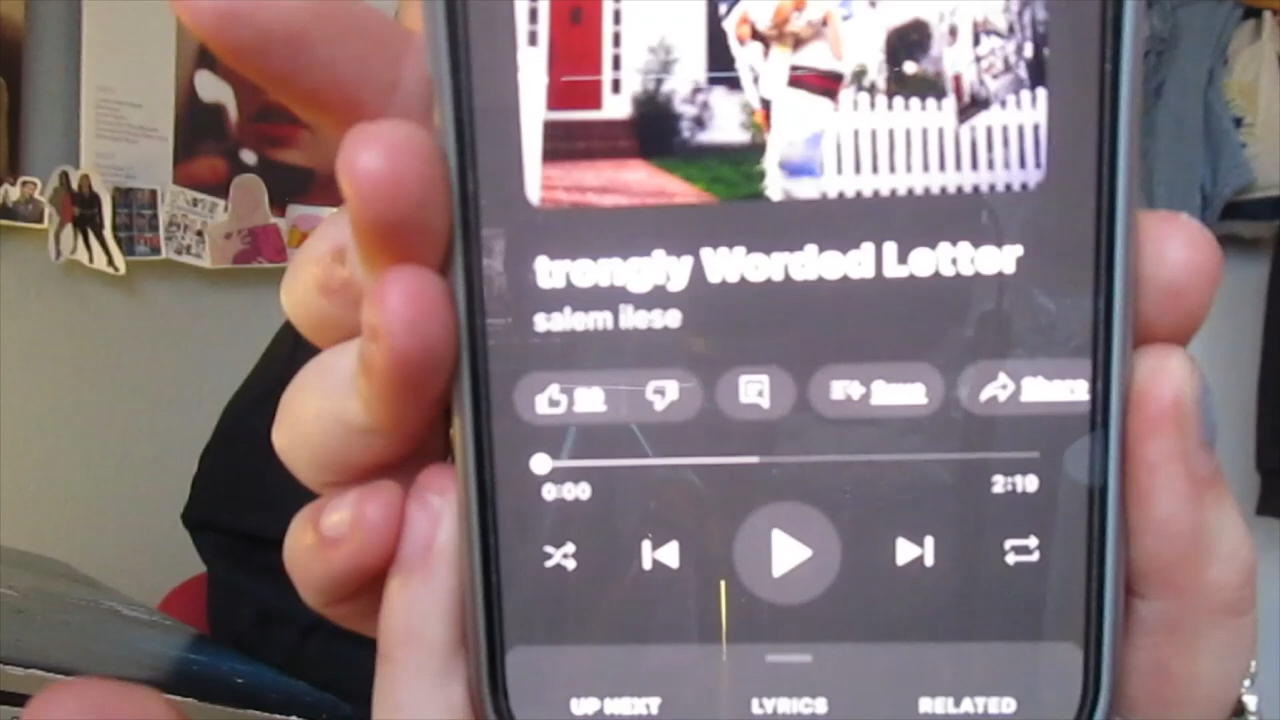 trongly Worded Letter
salem ilese
Save
Share
0:00
2:19
UP NEXT
LYRICS
RELATED